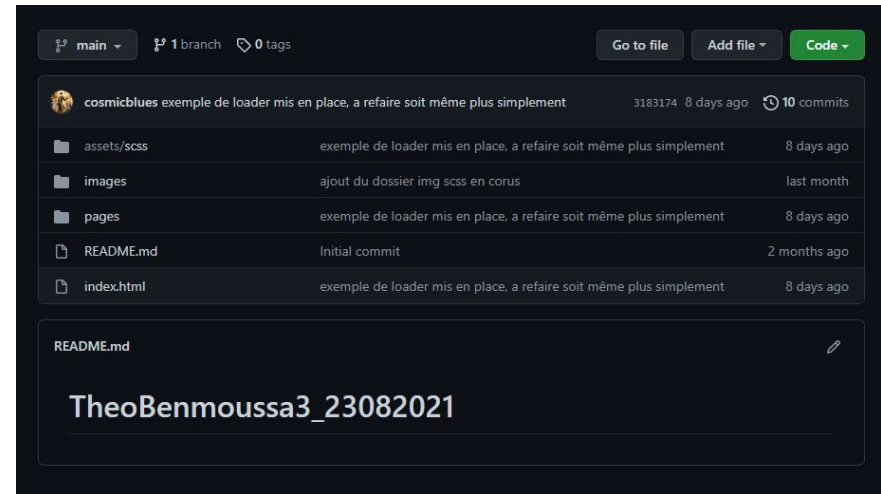 main 1 branch 0 tags Go to file Add file Code
cosmicblues exemple de loader mis en place, a refaire soit même plus simplement 3183174 8 days ago 10 commits
assets/scss exemple de loader mis en place, a refaire soit même plus simplement 8 days ago
images ajout du dossier img scss en corus last month
pages exemple de loader mis en place, a refaire soit même plus simplement 8 days ago
README.md Initial commit 2 months ago
index.html exemple de loader mis en place, a refaire soit même plus simplement 8 days ago
README.md
TheoBenmoussa3_23082021